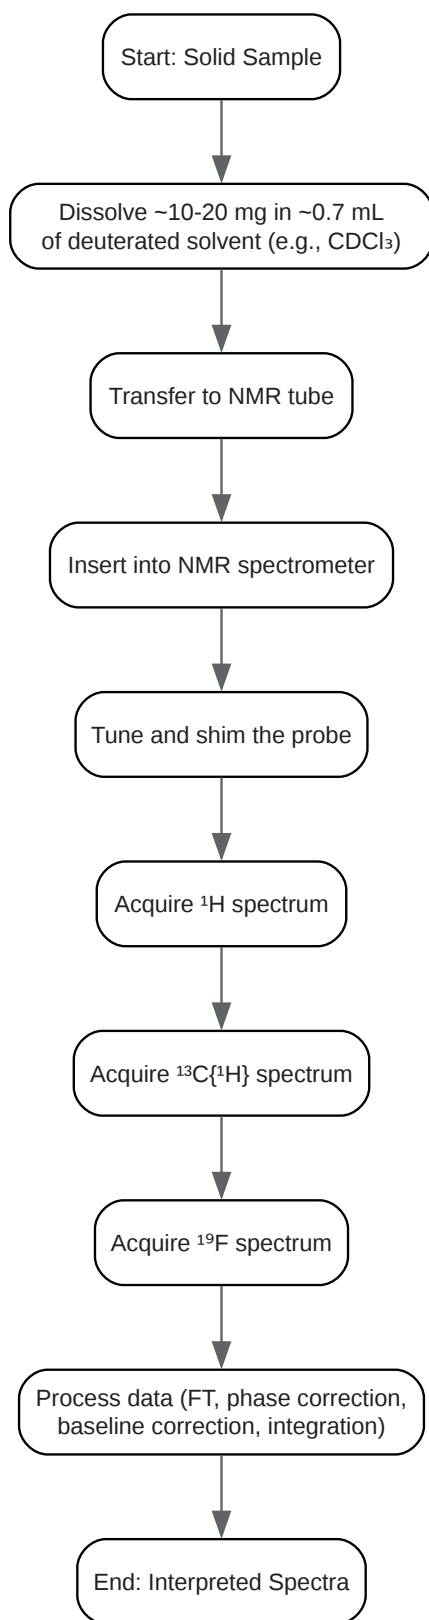 Start: Solid Sample
Dissolve ~10-20 mg in ~0.7 mL
of deuterated solvent (e.g., CDCl₃)
Transfer to NMR tube
Insert into NMR spectrometer
Tune and shim the probe
Acquire ¹H spectrum
Acquire ¹³C{¹H} spectrum
Acquire ¹⁹F spectrum
Process data (FT, phase correction,
baseline correction, integration)
End: Interpreted Spectra